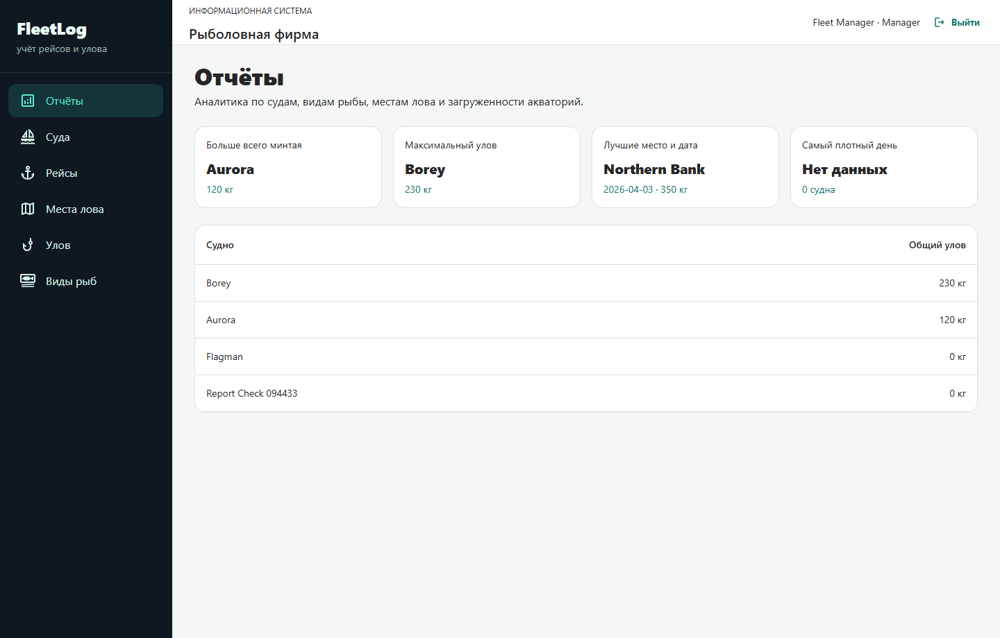 FleetLog
учёт рейсов и улова
Отчёты
Суда
Рейсы
Места лова
Улов
Виды рыб
ИНФОРМАЦИОННАЯ СИСТЕМА
Рыболовная фирма
Fleet Manager · Manager
Выйти
Отчёты
Аналитика по судам, видам рыбы, местам лова и загруженности акваторий.
Больше всего минтая
Aurora
120 кг
Максимальный улов
Borey
230 кг
Лучшие место и дата
Northern Bank
2026-04-03 · 350 кг
Самый плотный день
Нет данных
0 судна
Судно Общий улов
Borey 230 кг
Aurora 120 кг
Flagman 0 кг
Report Check 094433 0 кг